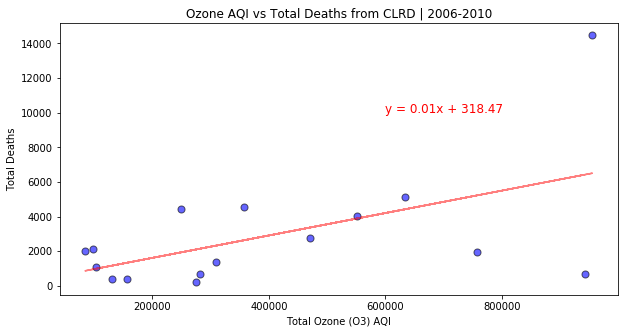 Ozone AQI vs Total Deaths from CLRD | 2006-2010
14000
12000
10000
8000
6000
4000
2000
0
Total Deaths
y = 0.01x + 318.47
200000 400000 600000 800000
Total Ozone (O3) AQI